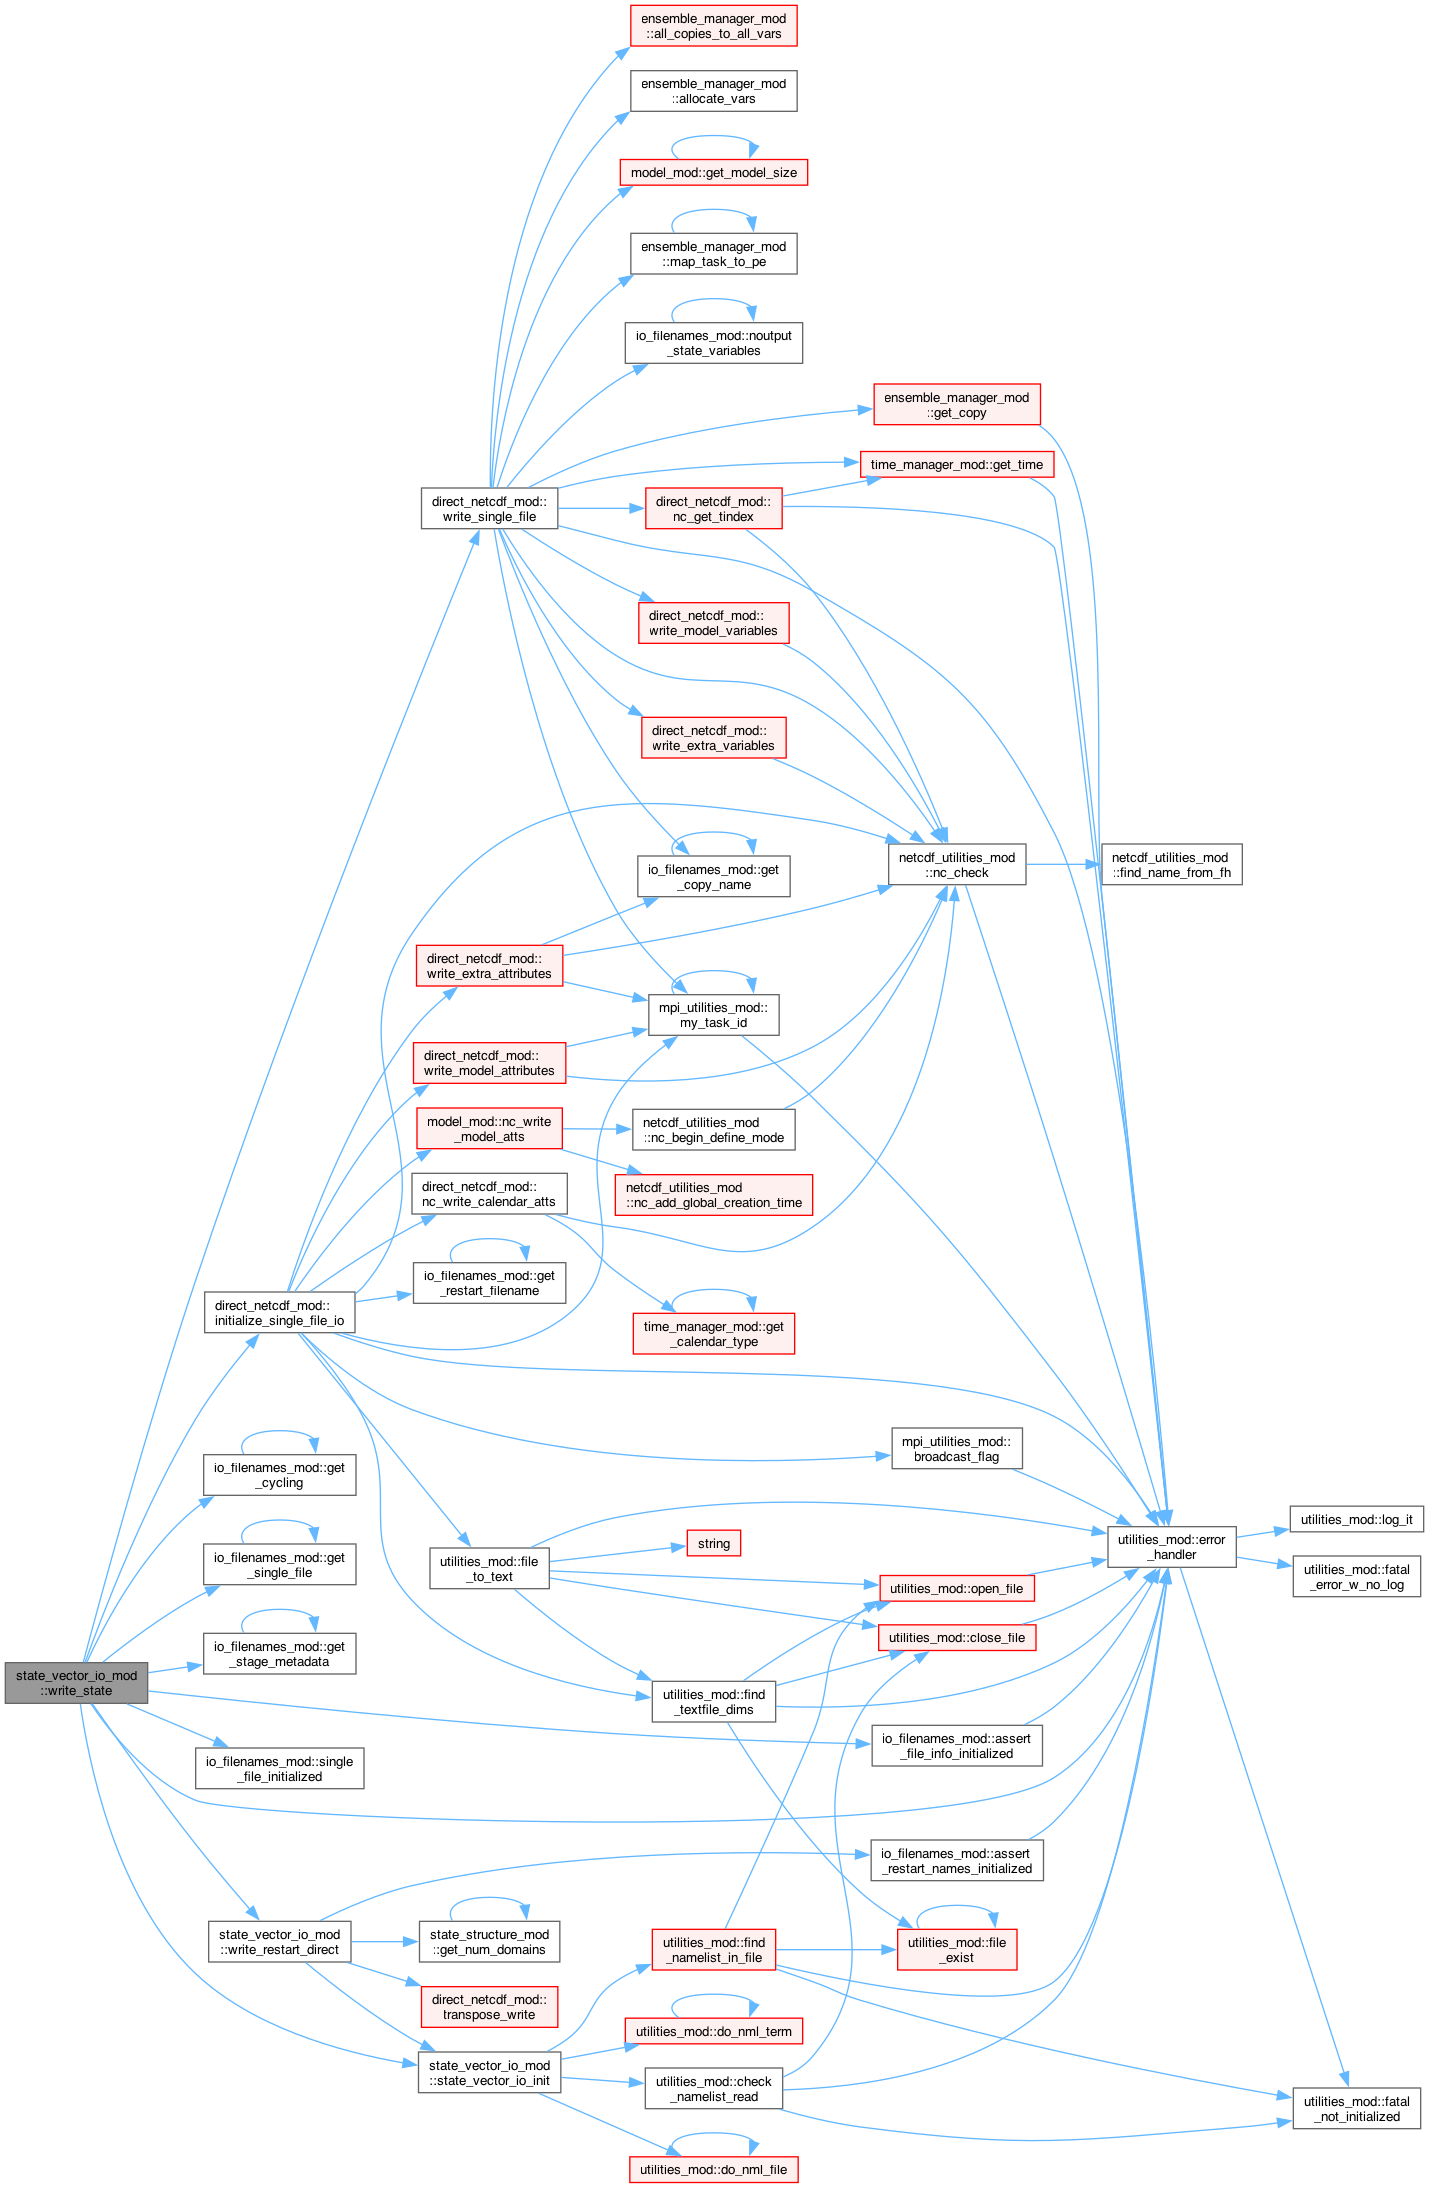 ensemble_manager_mod
::all_copies_to_all_vars
ensemble_manager_mod
::allocate_vars
model_mod::get_model_size
ensemble_manager_mod
::map_task_to_pe
io_filenames_mod::noutput
_state_variables
ensemble_manager_mod
::get_copy
time_manager_mod::get_time
direct_netcdf_mod::
write_single_file
direct_netcdf_mod::
nc_get_tindex
direct_netcdf_mod::
write_model_variables
direct_netcdf_mod::
write_extra_variables
io_filenames_mod::get
_copy_name
netcdf_utilities_mod
::nc_check
netcdf_utilities_mod
::find_name_from_fh
direct_netcdf_mod::
write_extra_attributes
mpi_utilities_mod::
my_task_id
direct_netcdf_mod::
write_model_attributes
model_mod::nc_write
_model_atts
netcdf_utilities_mod
::nc_begin_define_mode
direct_netcdf_mod::
nc_write_calendar_atts
netcdf_utilities_mod
::nc_add_global_creation_time
io_filenames_mod::get
_restart_filename
direct_netcdf_mod::
initialize_single_file_io
time_manager_mod::get
_calendar_type
mpi_utilities_mod::
broadcast_flag
io_filenames_mod::get
_cycling
utilities_mod::log_it
utilities_mod::error
_handler
string
io_filenames_mod::get
_single_file
utilities_mod::file
_to_text
utilities_mod::fatal
_error_w_no_log
utilities_mod::open_file
utilities_mod::close_file
io_filenames_mod::get
_stage_metadata
state_vector_io_mod
::write_state
utilities_mod::find
_textfile_dims
io_filenames_mod::assert
_file_info_initialized
io_filenames_mod::single
_file_initialized
io_filenames_mod::assert
_restart_names_initialized
state_vector_io_mod
::write_restart_direct
state_structure_mod
::get_num_domains
utilities_mod::find
_namelist_in_file
utilities_mod::file
_exist
direct_netcdf_mod::
transpose_write
utilities_mod::do_nml_term
state_vector_io_mod
::state_vector_io_init
utilities_mod::check
_namelist_read
utilities_mod::fatal
_not_initialized
utilities_mod::do_nml_file